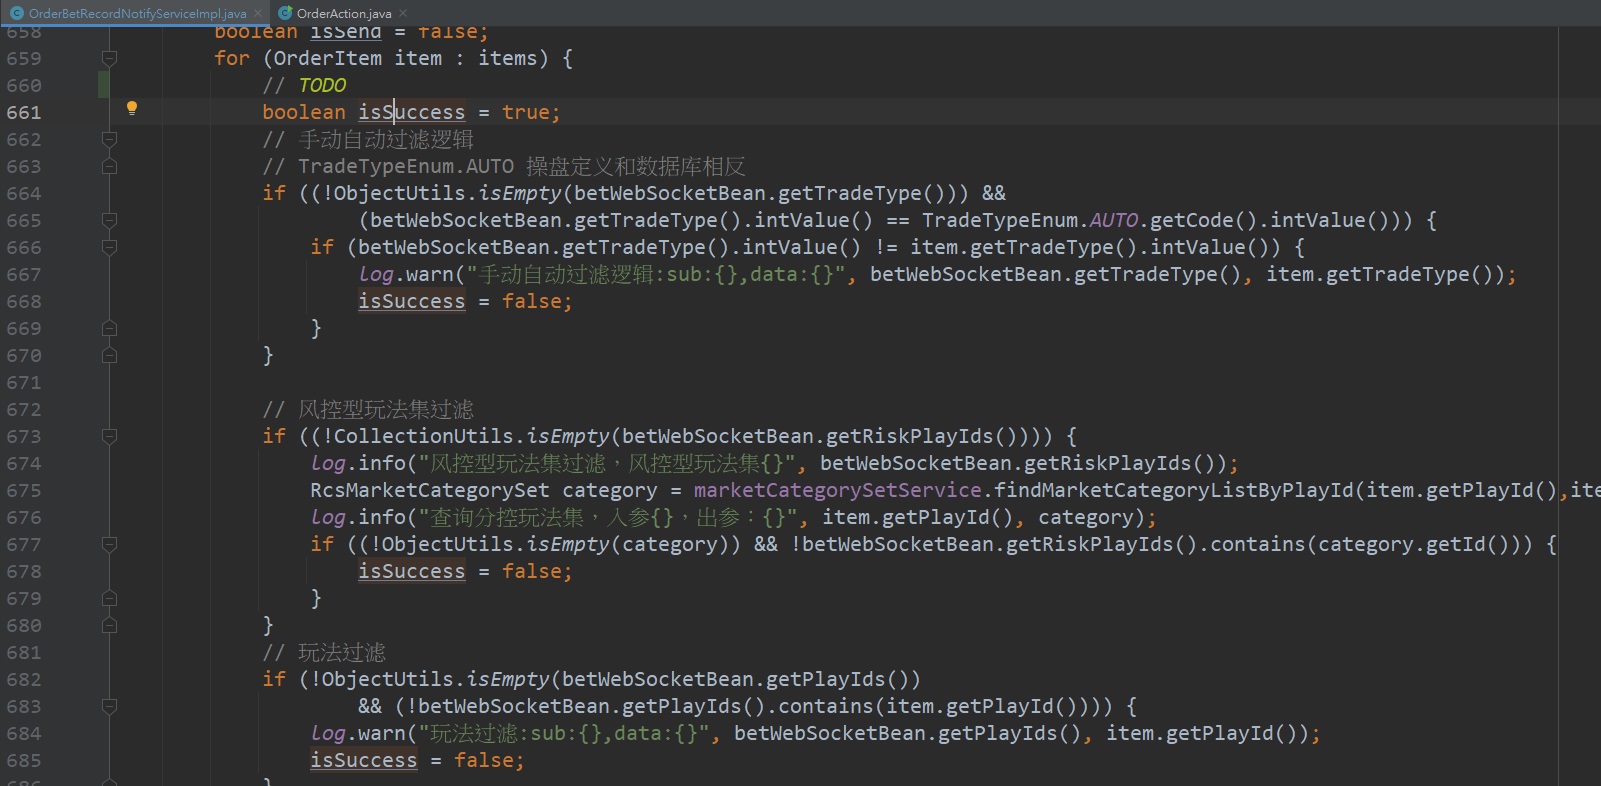 OrderBetRecordNotifyServiceImpl.java × OrderAction.java ×
658 boolean isSend = false;
659 for (OrderItem item : items) {
660 // TODO
661 boolean isSuccess = true;
662 // 手动自动过滤逻辑
663 // TradeTypeEnum.AUTO 操盘定义和数据库相反
664 if ((!ObjectUtils.isEmpty(betWebSocketBean.getTradeType())) &&
665 (betWebSocketBean.getTradeType().intValue() == TradeTypeEnum.AUTO.getCode().intValue())) {
666 if (betWebSocketBean.getTradeType().intValue() != item.getTradeType().intValue()) {
667 log.warn("手动自动过滤逻辑:sub:{},data:{}", betWebSocketBean.getTradeType(), item.getTradeType());
668 isSuccess = false;
669 }
670 }
671
672 // 风控型玩法集过滤
673 if ((!CollectionUtils.isEmpty(betWebSocketBean.getRiskPlayIds()))) {
674 log.info("风控型玩法集过滤，风控型玩法集{}", betWebSocketBean.getRiskPlayIds());
675 RcsMarketCategorySet category = marketCategorySetService.findMarketCategoryListByPlayId(item.getPlayId(),ite
676 log.info("查询分控玩法集，入参{}，出参：{}", item.getPlayId(), category);
677 if ((!ObjectUtils.isEmpty(category)) && !betWebSocketBean.getRiskPlayIds().contains(category.getId())) {
678 isSuccess = false;
679 }
680 }
681 // 玩法过滤
682 if (!ObjectUtils.isEmpty(betWebSocketBean.getPlayIds())
683 && (!betWebSocketBean.getPlayIds().contains(item.getPlayId()))) {
684 log.warn("玩法过滤:sub:{},data:{}", betWebSocketBean.getPlayIds(), item.getPlayId());
685 isSuccess = false;
686 }